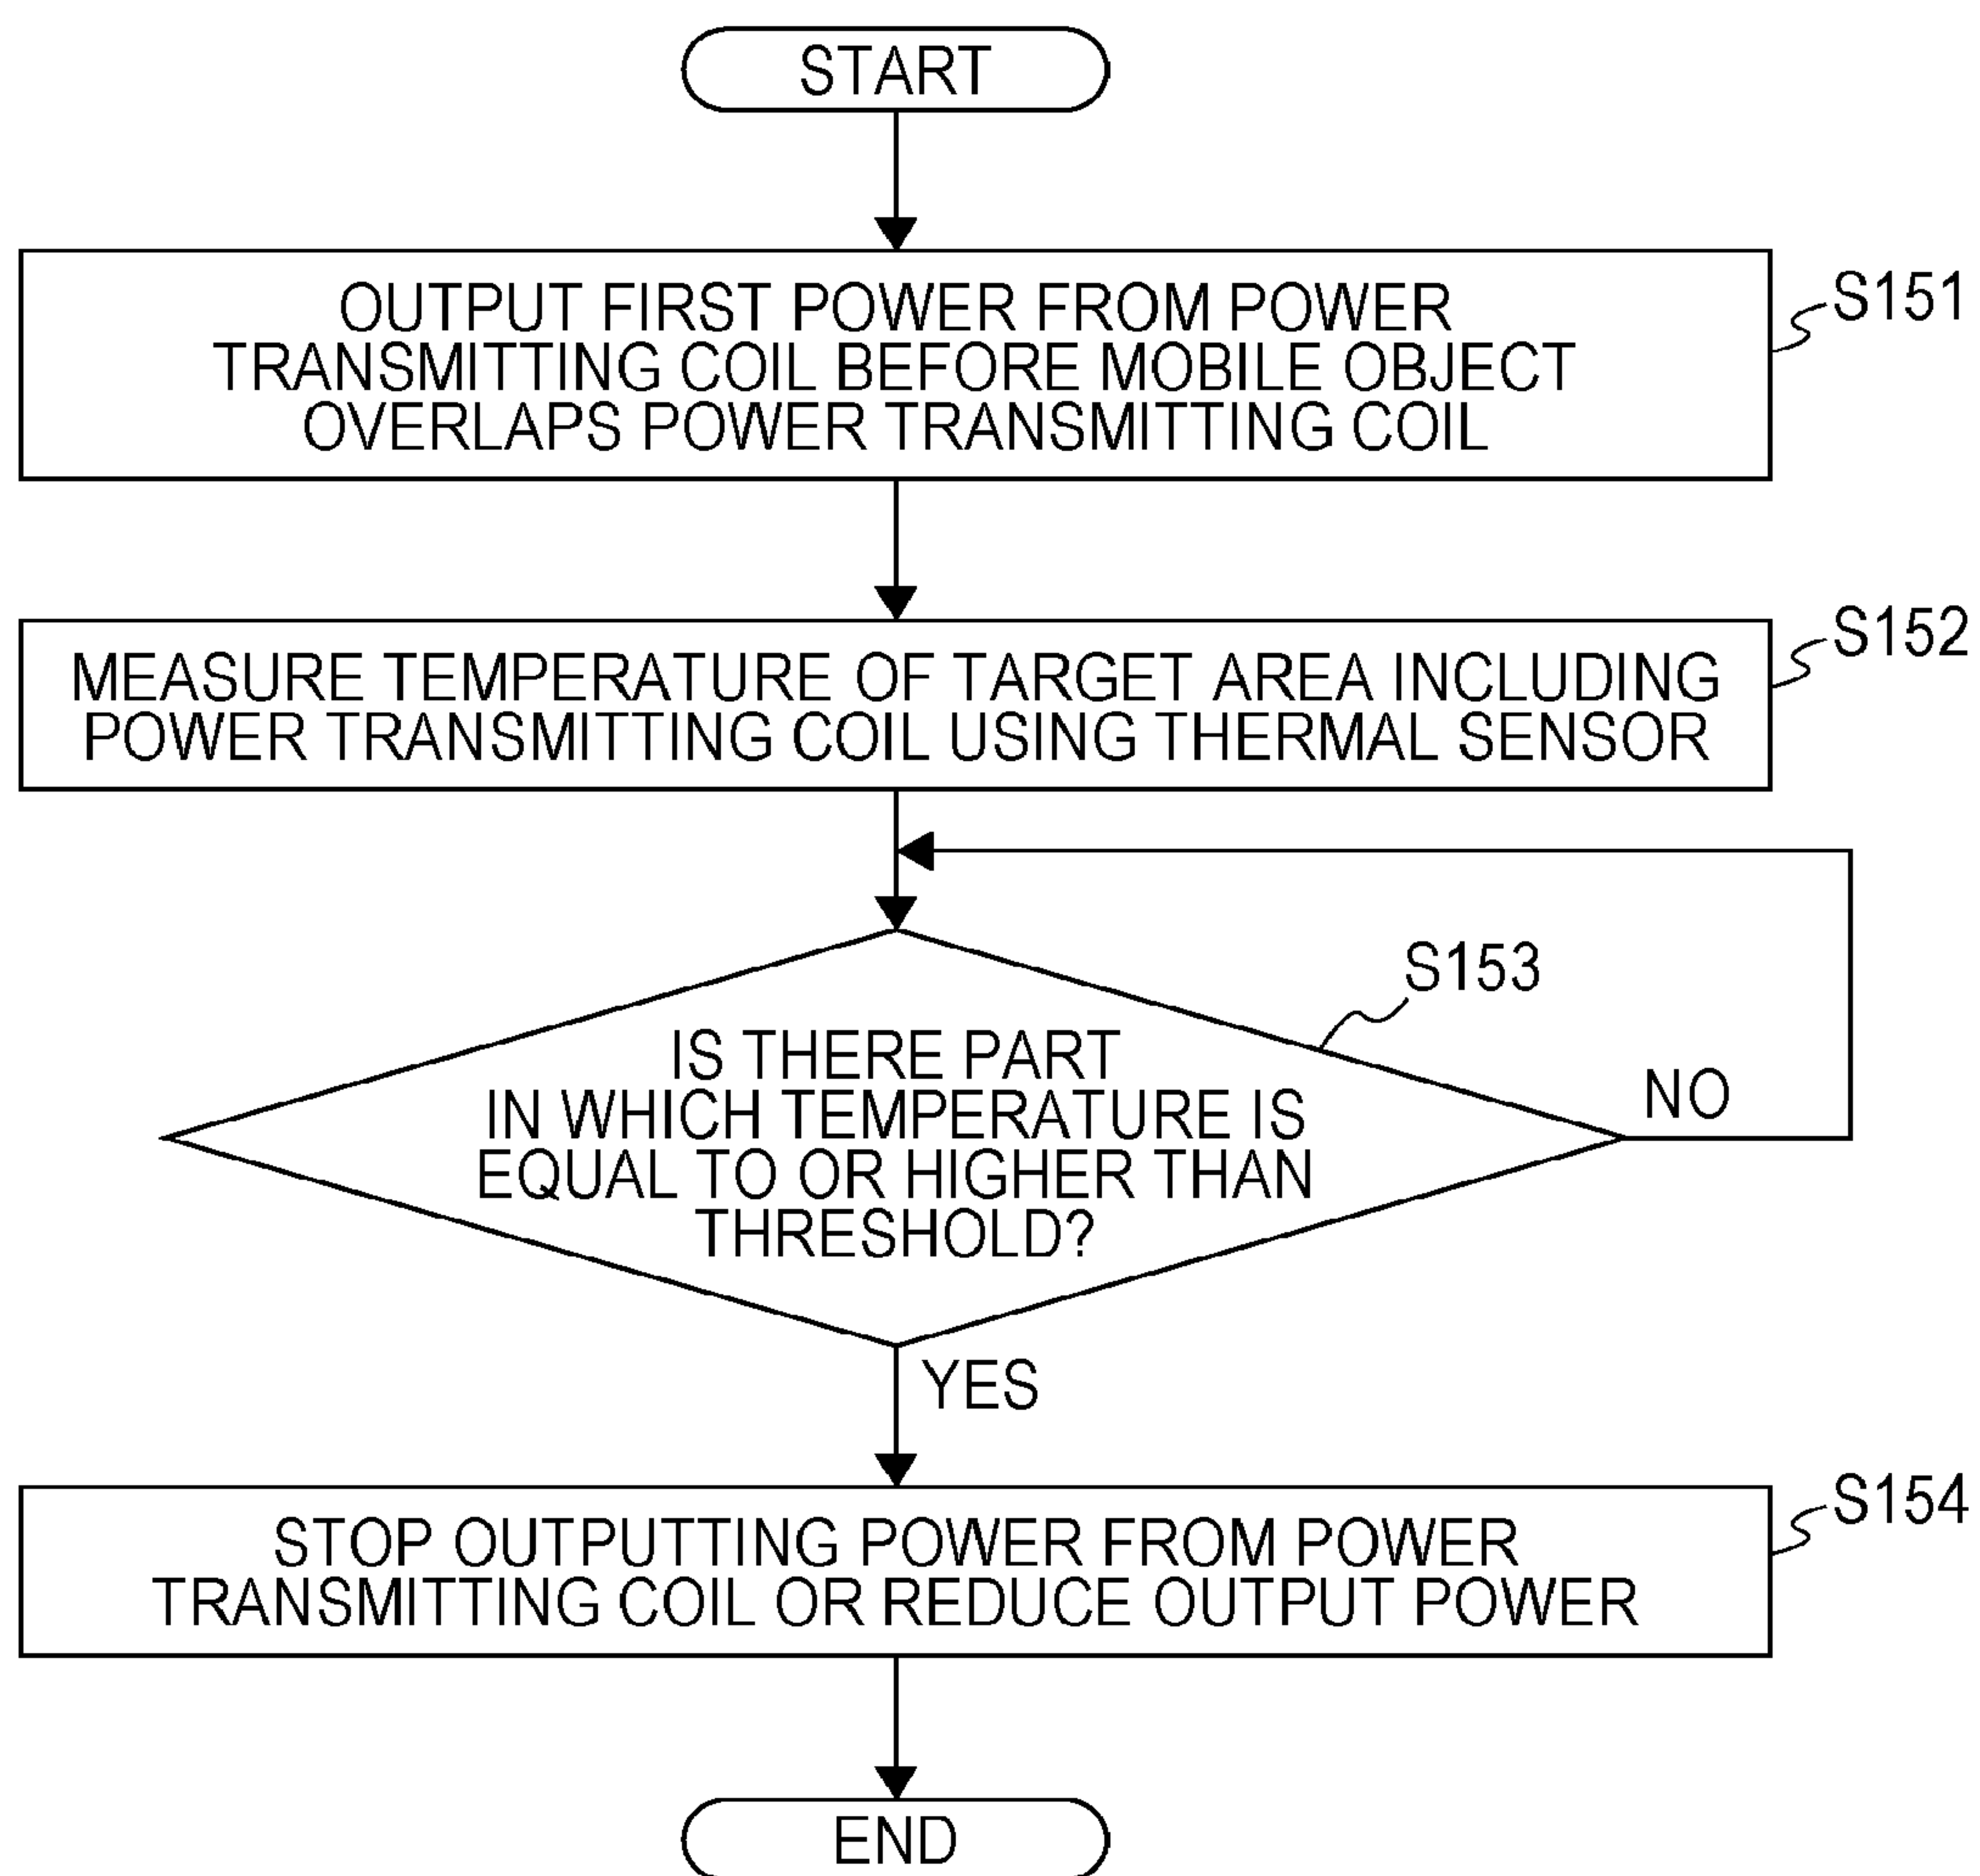 START
OUTPUT FIRST POWER FROM POWER
TRANSMITTING COIL BEFORE MOBILE OBJECT
OVERLAPS POWER TRANSMITTING COIL
S151
MEASURE TEMPERATURE OF TARGET AREA INCLUDING
POWER TRANSMITTING COIL USING THERMAL SENSOR
S152
IS THERE PART
IN WHICH TEMPERATURE IS
EQUAL TO OR HIGHER THAN
THRESHOLD?
S153
NO
YES
STOP OUTPUTTING POWER FROM POWER
TRANSMITTING COIL OR REDUCE OUTPUT POWER
S154
END